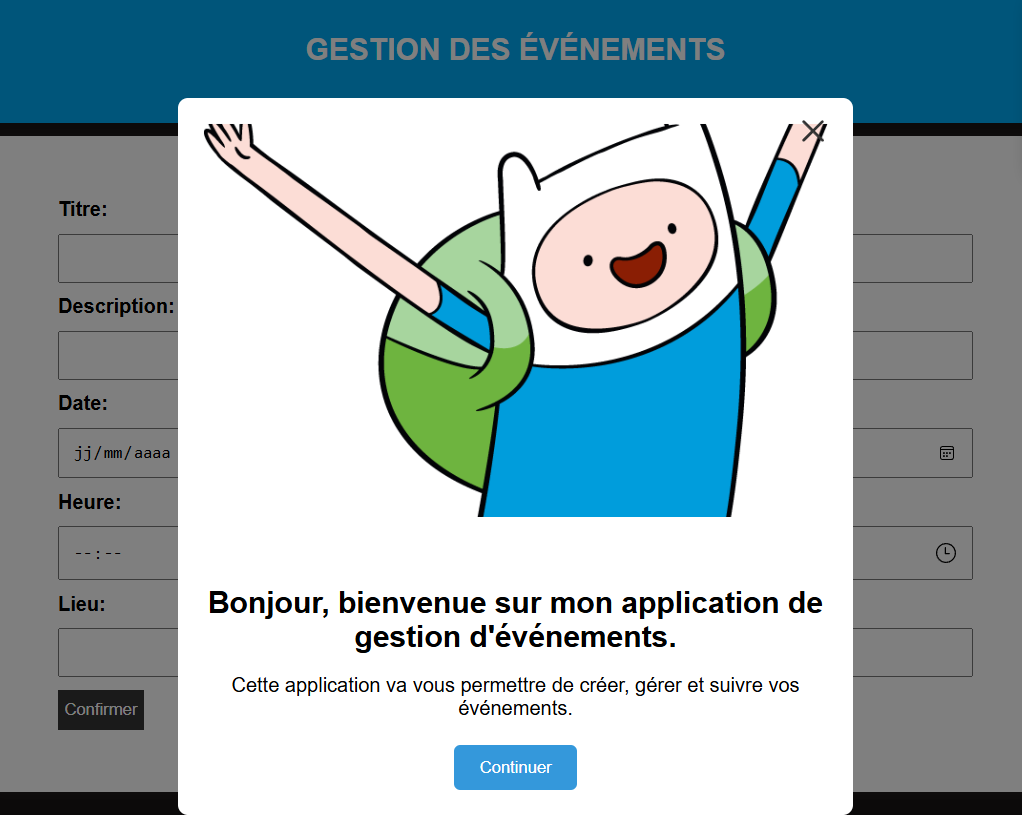 GESTION DES ÉVÉNEMENTS
Titre:
Description:
Date:
jj/mm/aaaa
Heure:
--:--
Lieu:
Confirmer
Bonjour, bienvenue sur mon application de
gestion d'événements.
Cette application va vous permettre de créer, gérer et suivre vos
événements.
Continuer